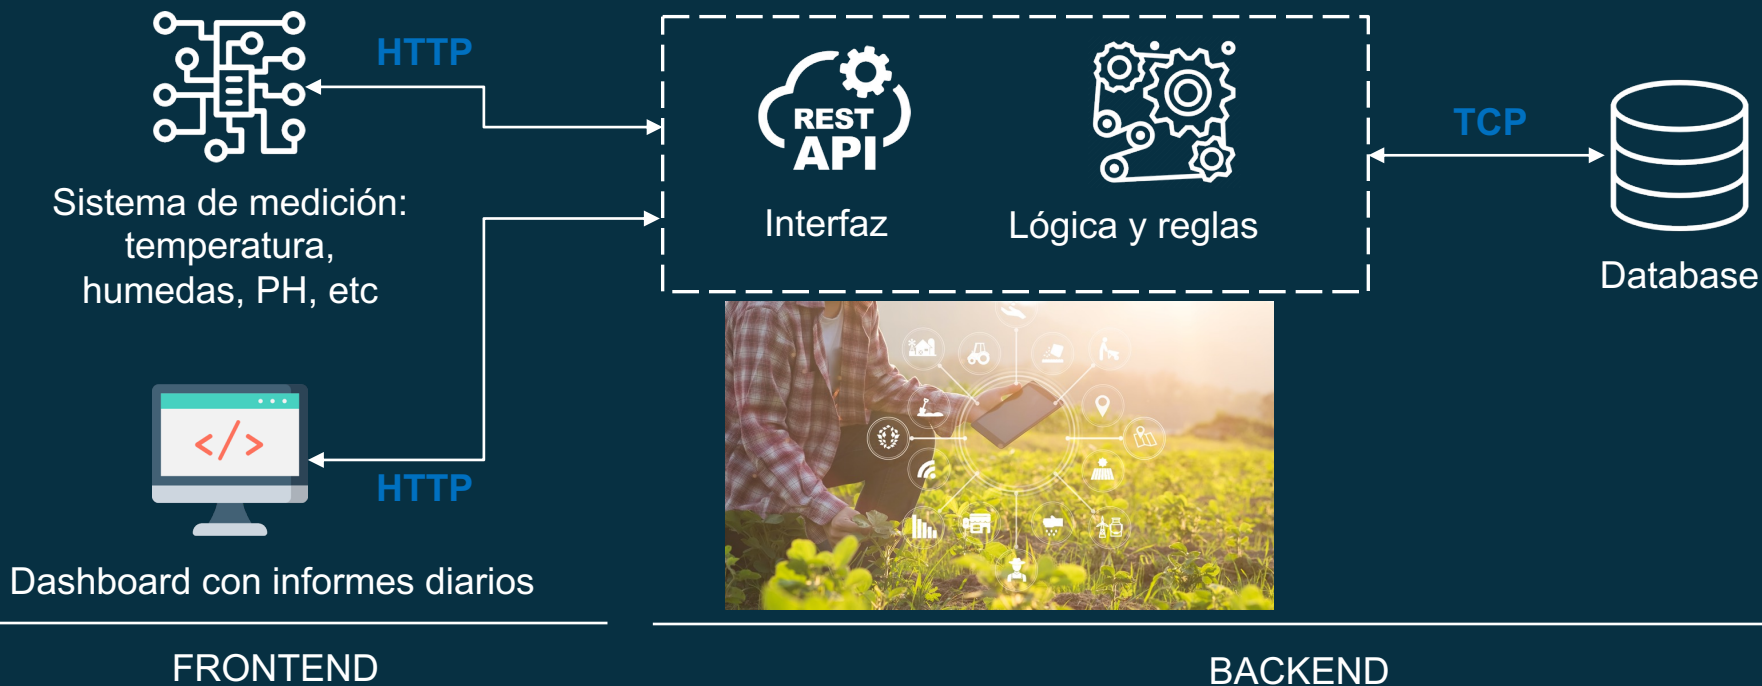 HTTP
Sistema de medición:
temperatura,
humedas, PH, etc
REST
API
Interfaz
Lógica y reglas
TCP
Database
</>
HTTP
Dashboard con informes diarios
FRONTEND
BACKEND